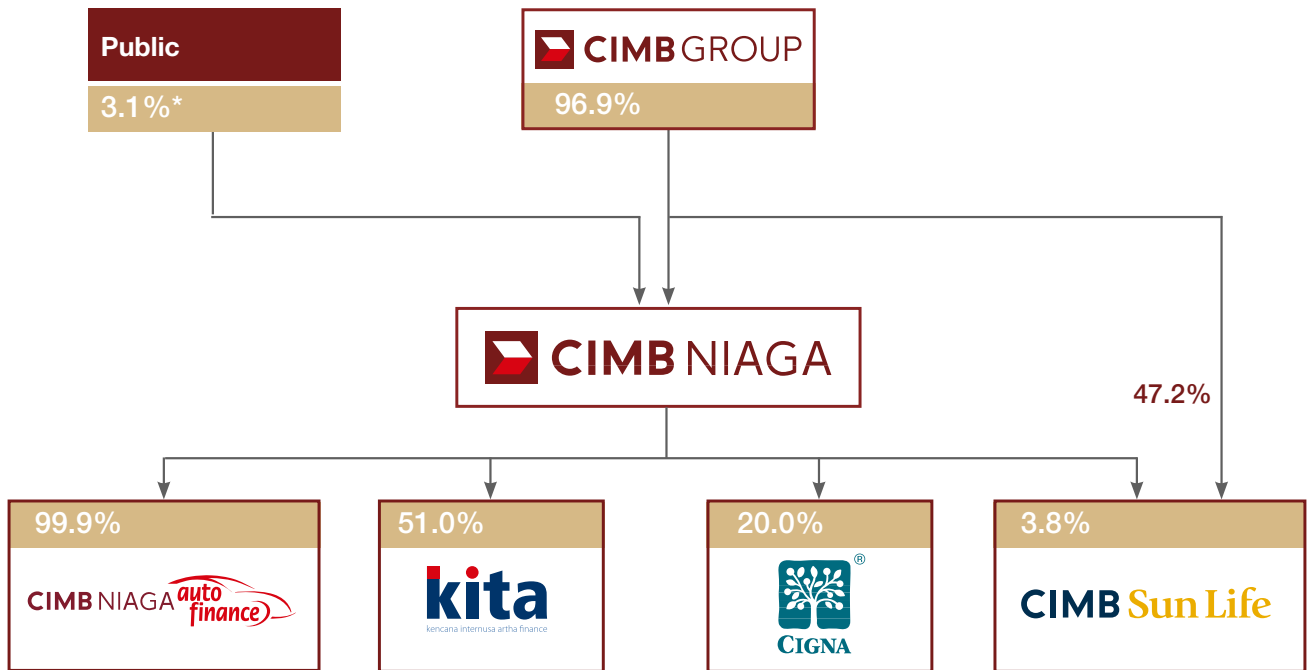 Public
3.1%*
CIMB GROUP
96.9%
CIMB NIAGA
47.2%
99.9%
CIMB NIAGA auto finance
51.0%
kita
kencana internusa artha finance
20.0%
®
CIGNA
3.8%
CIMB Sun Life